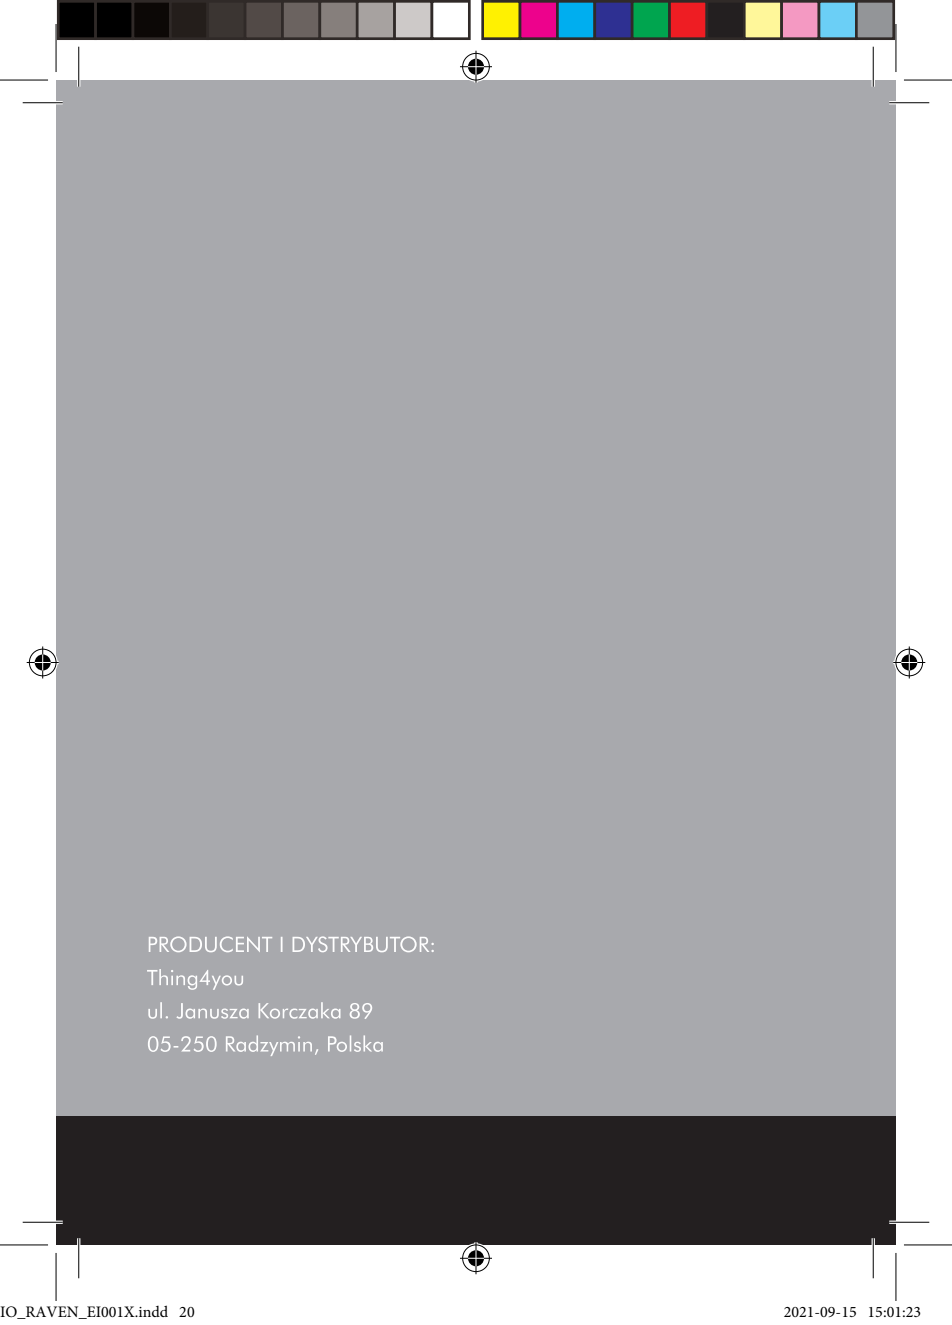 PRODUCENT I DYSTRYBUTOR:
Thing4you
ul. Janusza Korczaka 89
05-250 Radzymin, Polska
IO_RAVEN_EI001X.indd 20
2021-09-15 15:01:23